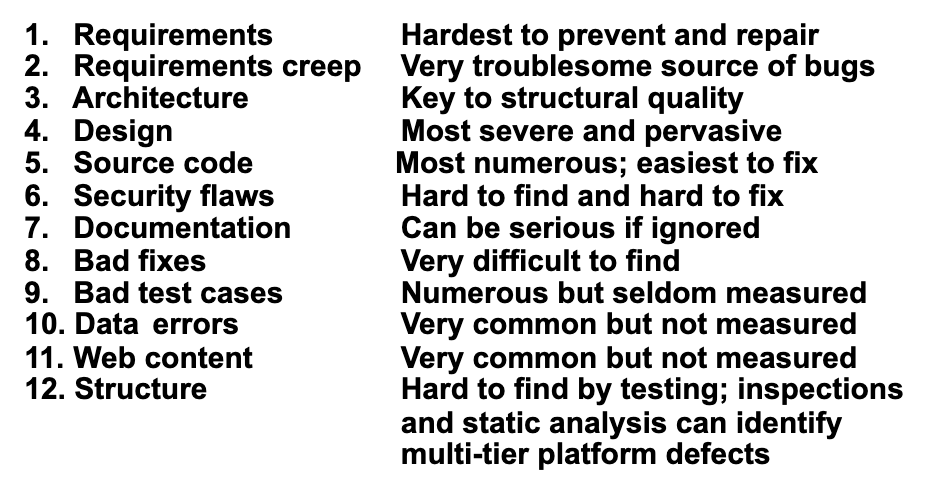 1. Requirements Hardest to prevent and repair
2. Requirements creep Very troublesome source of bugs
3. Architecture Key to structural quality
4. Design Most severe and pervasive
5. Source code Most numerous; easiest to fix
6. Security flaws Hard to find and hard to fix
7. Documentation Can be serious if ignored
8. Bad fixes Very difficult to find
9. Bad test cases Numerous but seldom measured
10. Data errors Very common but not measured
11. Web content Very common but not measured
12. Structure Hard to find by testing; inspections
and static analysis can identify
multi-tier platform defects